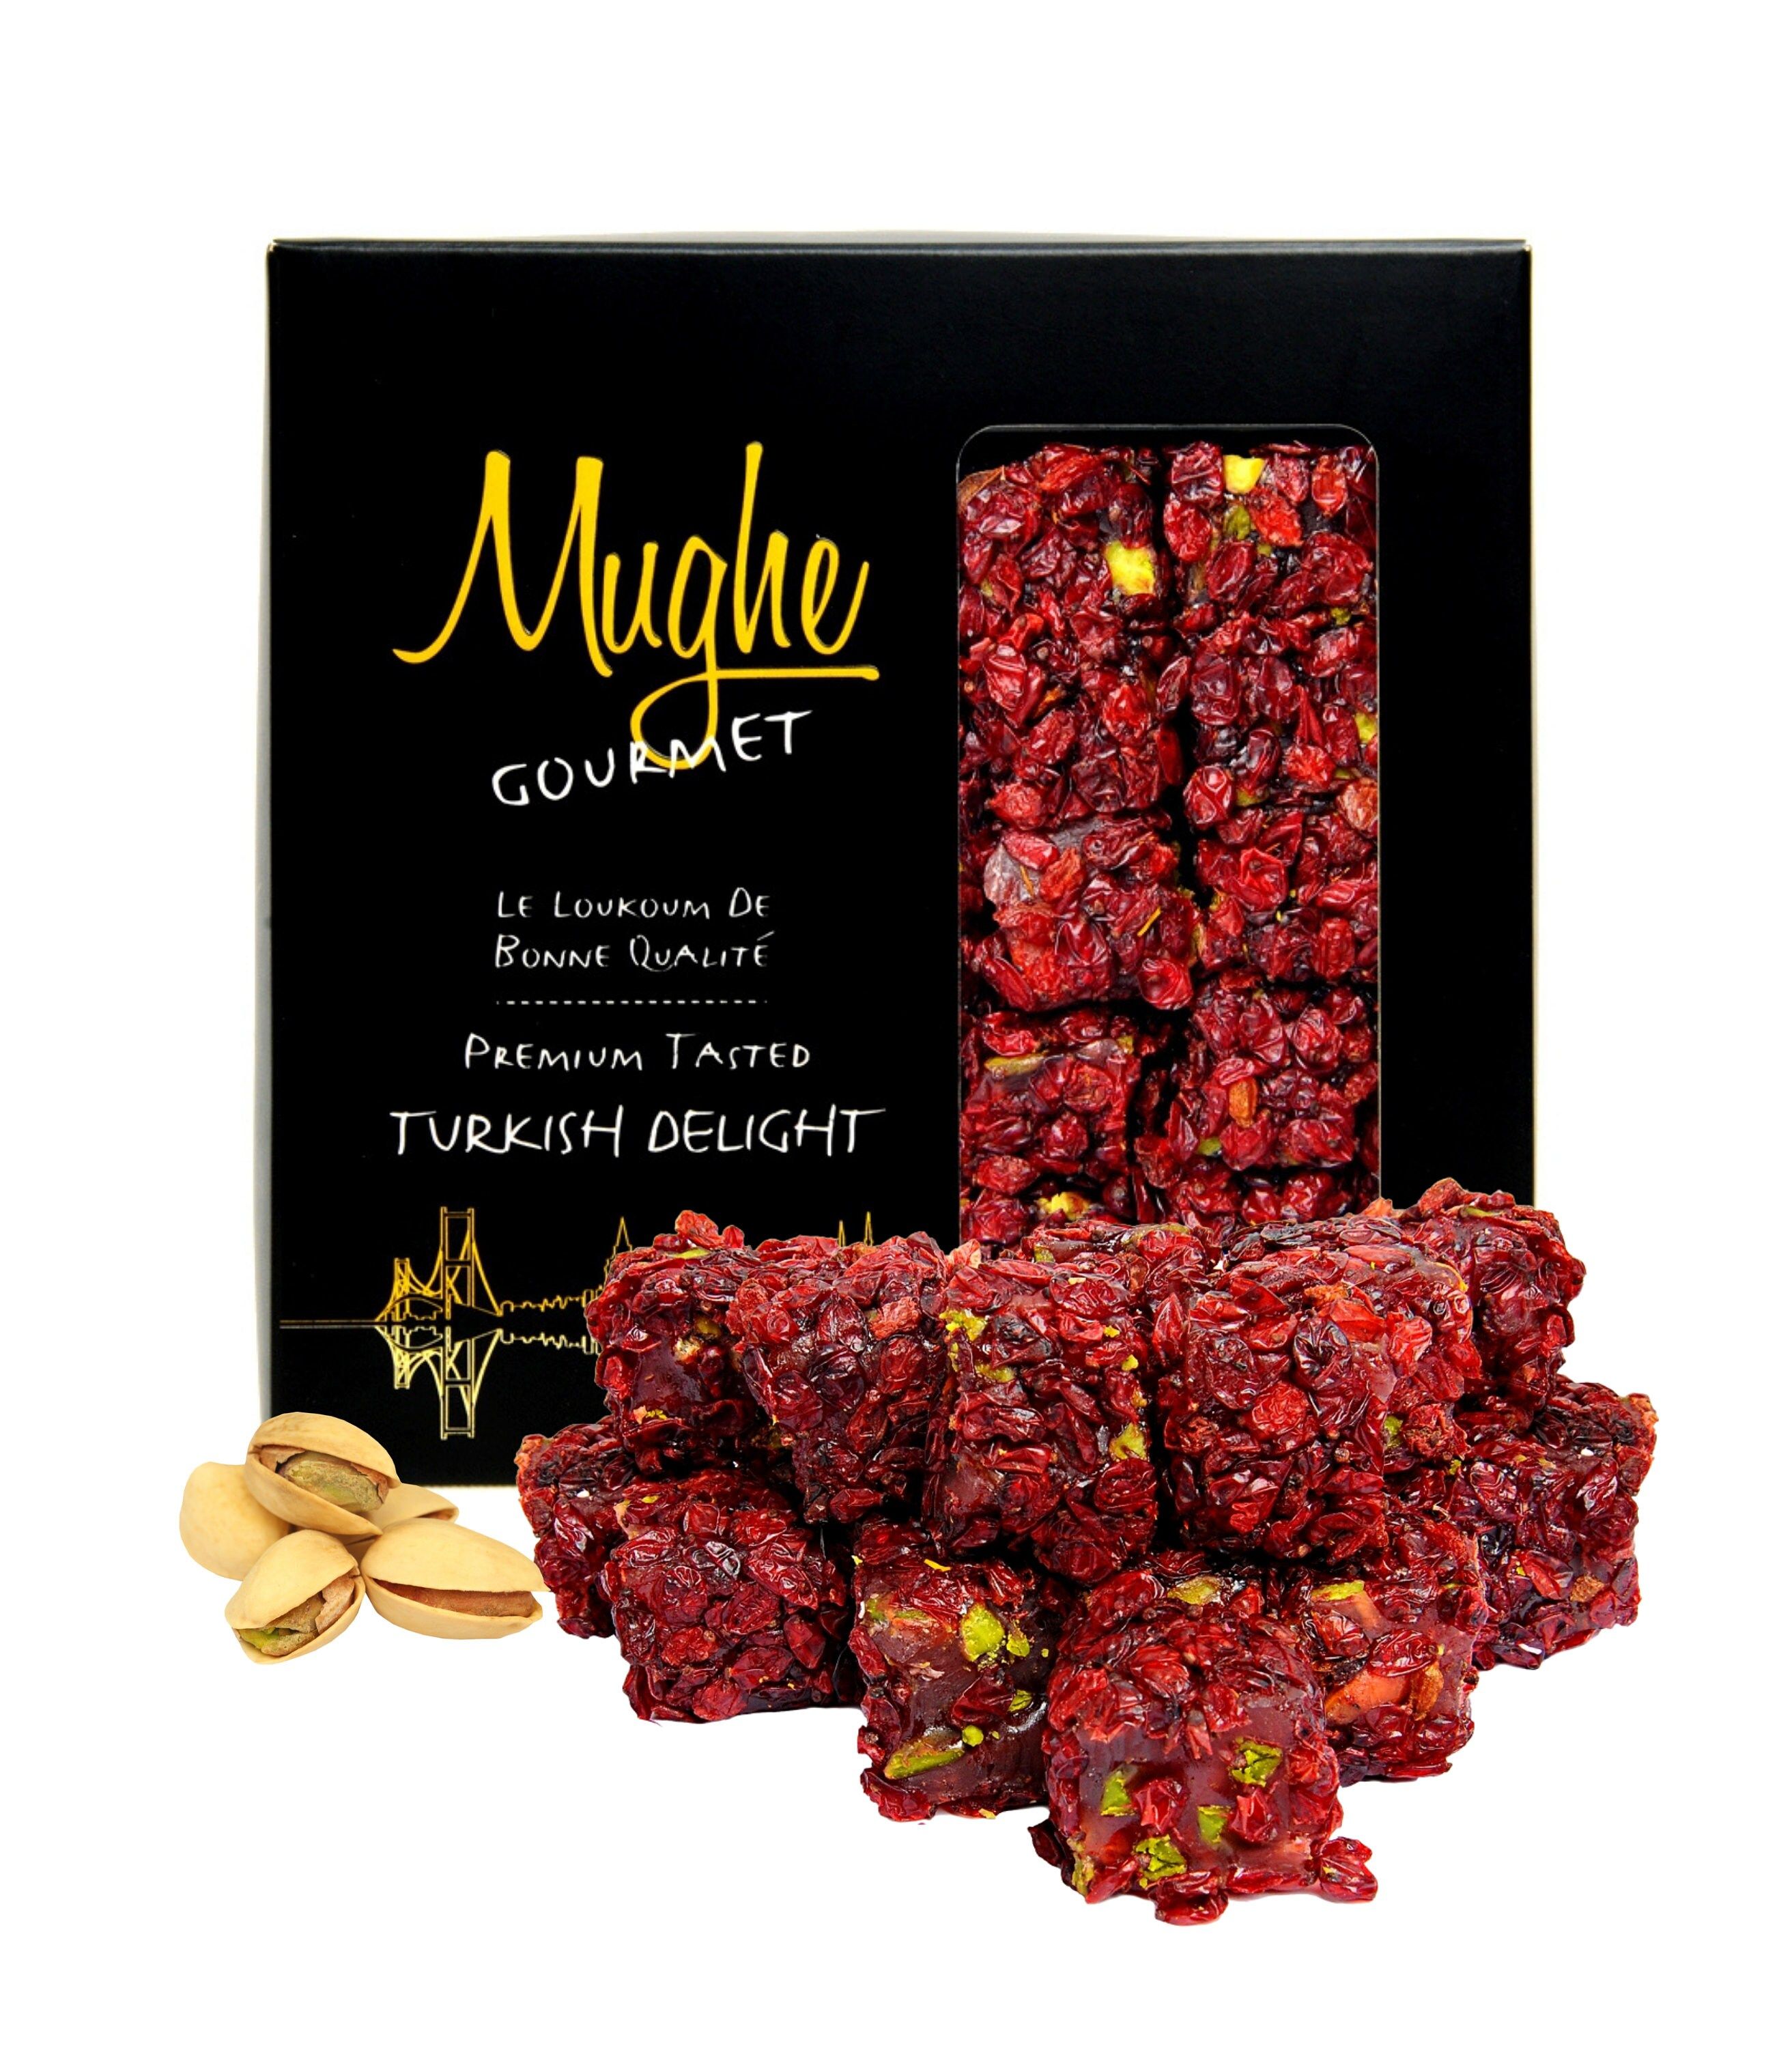 Mughe
GOURMET
LE LOUKOUM DE
BONNE QUALITÉ
PREMIUM TASTED
TURKISH DELIGHT